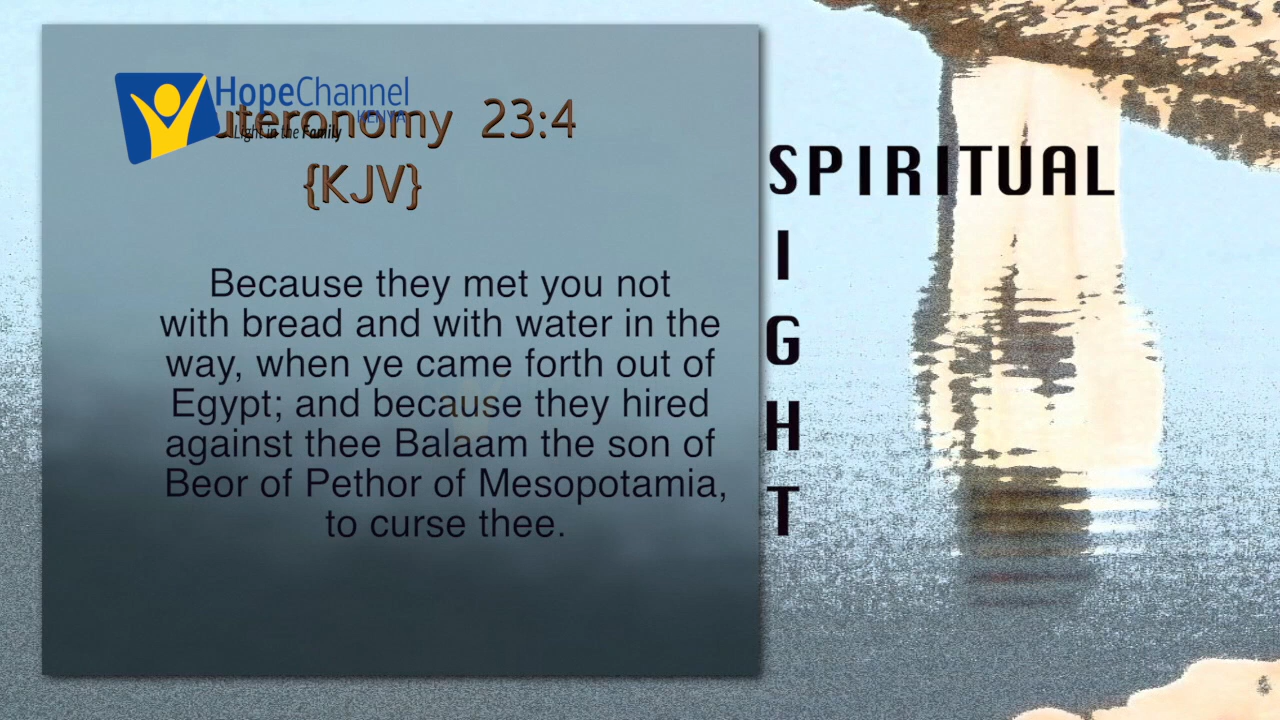 HopeChannel
KENYA
Light in the Family
uteronomy 23:4
{KJV}
Because they met you not
with bread and with water in the
way, when ye came forth out of
Egypt; and because they hired
against thee Balaam the son of
Beor of Pethor of Mesopotamia,
to curse thee.
SPIRITUAL
I
G
H
T